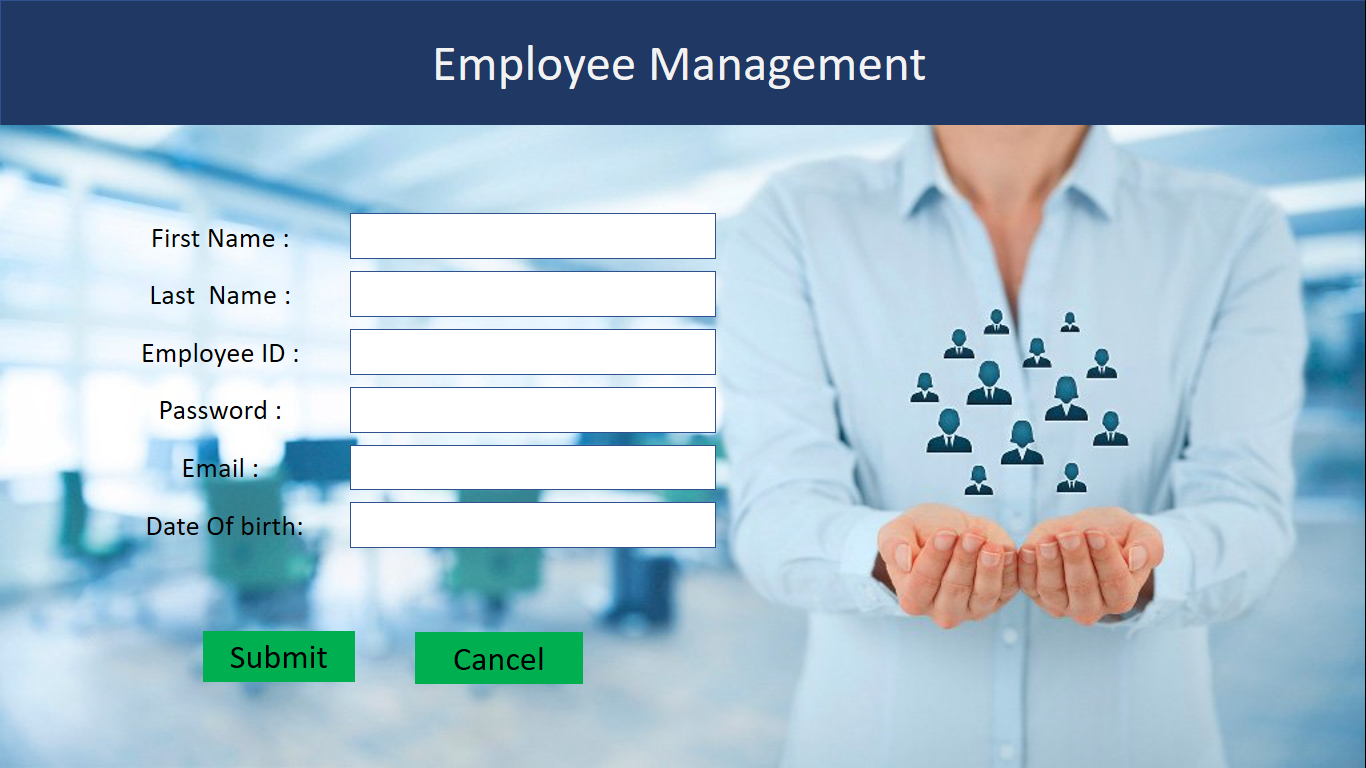 Employee Management
First Name :
Last  Name :
Employee ID :
Password :
Email :
Date Of birth:
Submit
Cancel